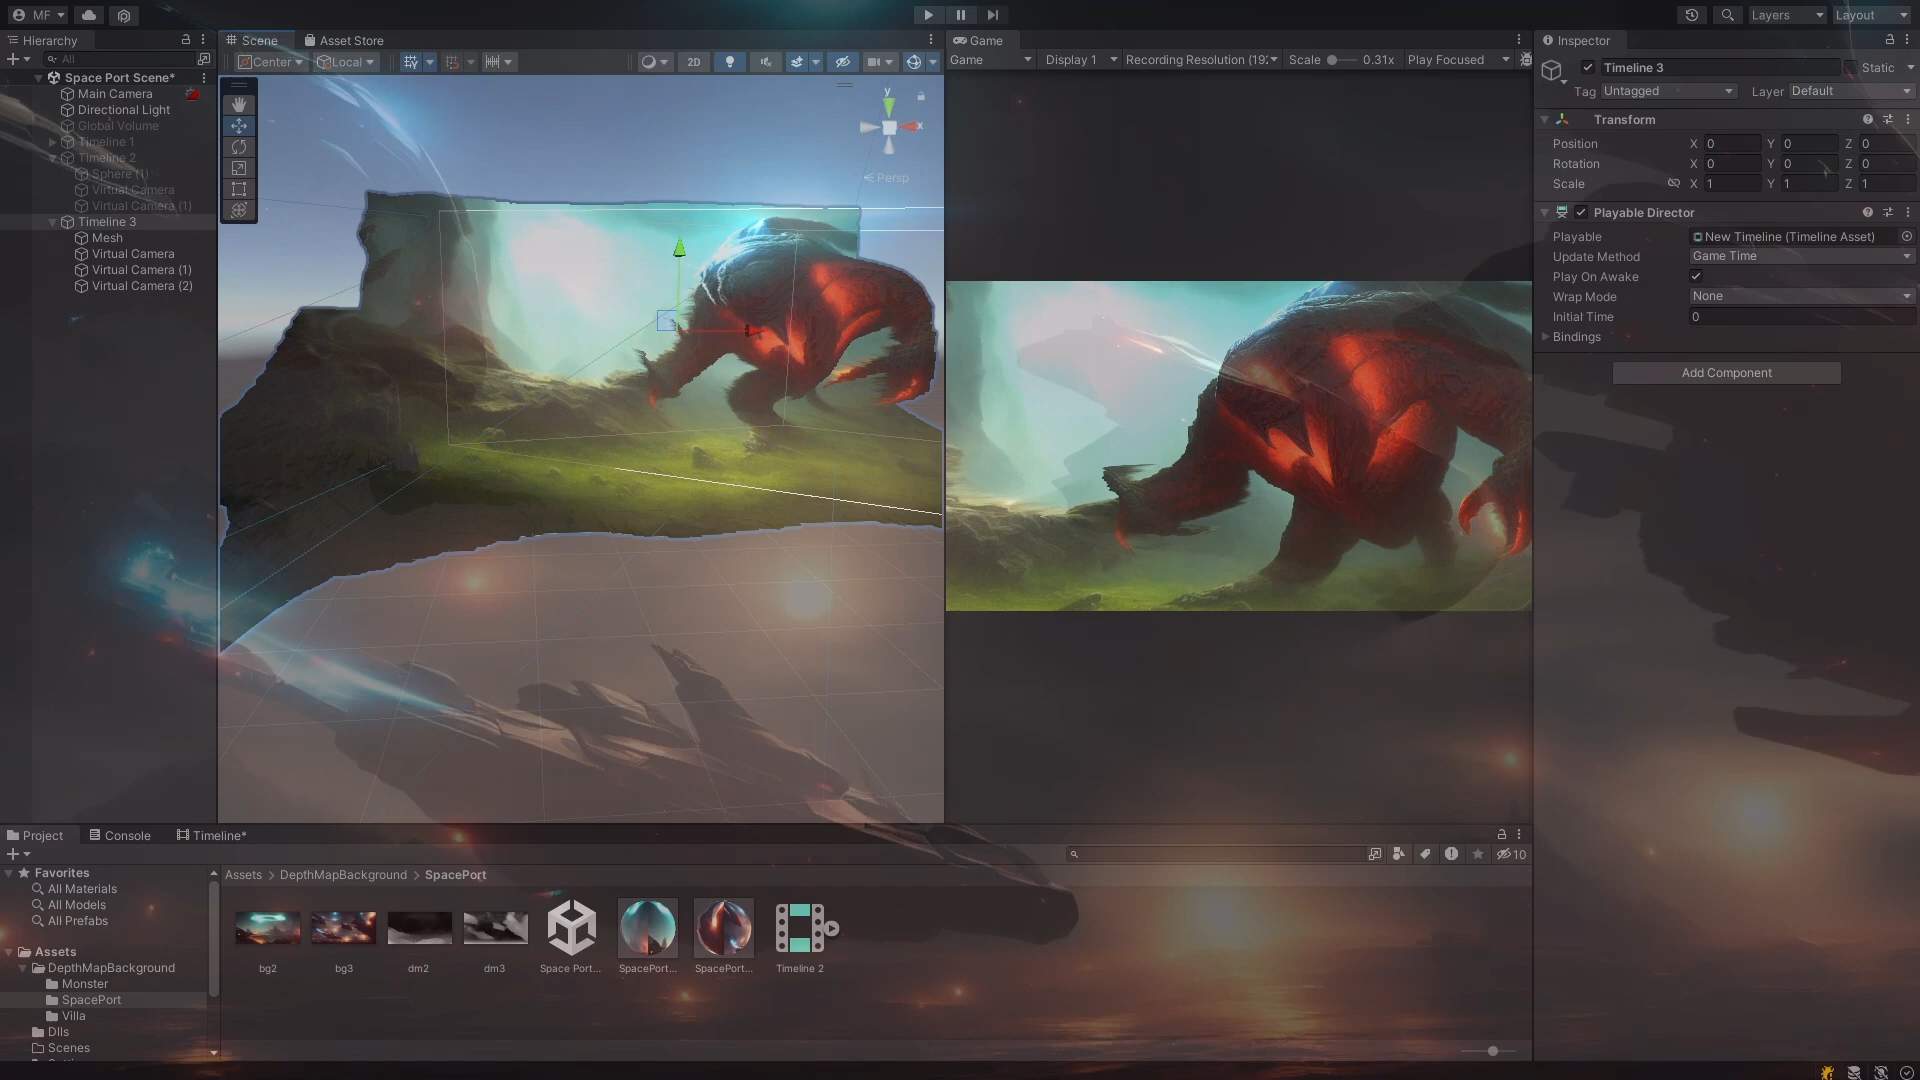 MF
Layers
Layout
Hierarchy
All
Space Port Scene*
Main Camera
Directional Light
Global Volume
Timeline 1
Timeline 2
Sphere (1)
Virtual Camera
Virtual Camera (1)
Timeline 3
Mesh
Virtual Camera
Virtual Camera (1)
Virtual Camera (2)
Scene
Asset Store
Center
Local
2D
y
x
Persp
Game
Game
Display 1
Recording Resolution (192
Scale
0.31x
Play Focused
Inspector
Timeline 3
Static
Tag
Untagged
Layer
Default
Transform
Position
X 0
Y 0
Z 0
Rotation
X 0
Y 0
Z 0
Scale
X 1
Y 1
Z 1
Playable Director
Playable
New Timeline (Timeline Asset)
Update Method
Game Time
Play On Awake
Wrap Mode
None
Initial Time
0
Bindings
Add Component
Project
Console
Timeline*
10
Favorites
All Materials
All Models
All Prefabs
Assets
DepthMapBackground
Monster
SpacePort
Villa
Dlls
Scenes
Assets > DepthMapBackground > SpacePort
bg2
bg3
dm2
dm3
Space Port...
SpacePort...
SpacePort...
Timeline 2